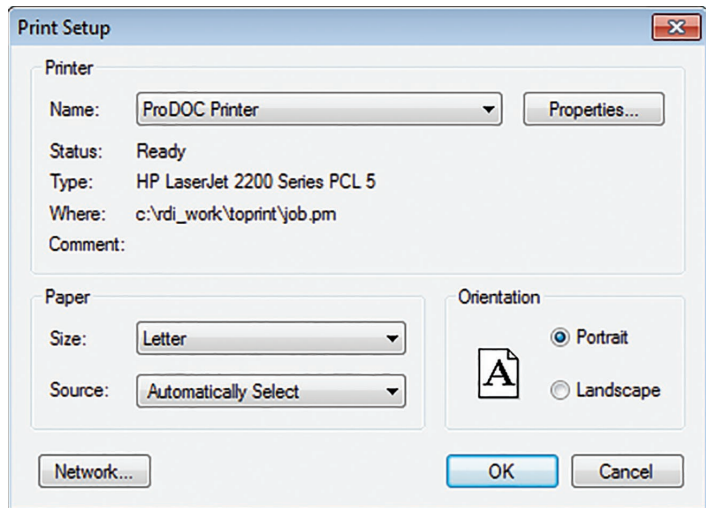 Print Setup
Printer
Name: ProDOC Printer Properties...
Status: Ready
Type: HP LaserJet 2200 Series PCL 5
Where: c:\rdi_work\toprint\job.prn
Comment:
Paper
Size: Letter
Source: Automatically Select
Orientation
A
Portrait
Landscape
Network... OK Cancel